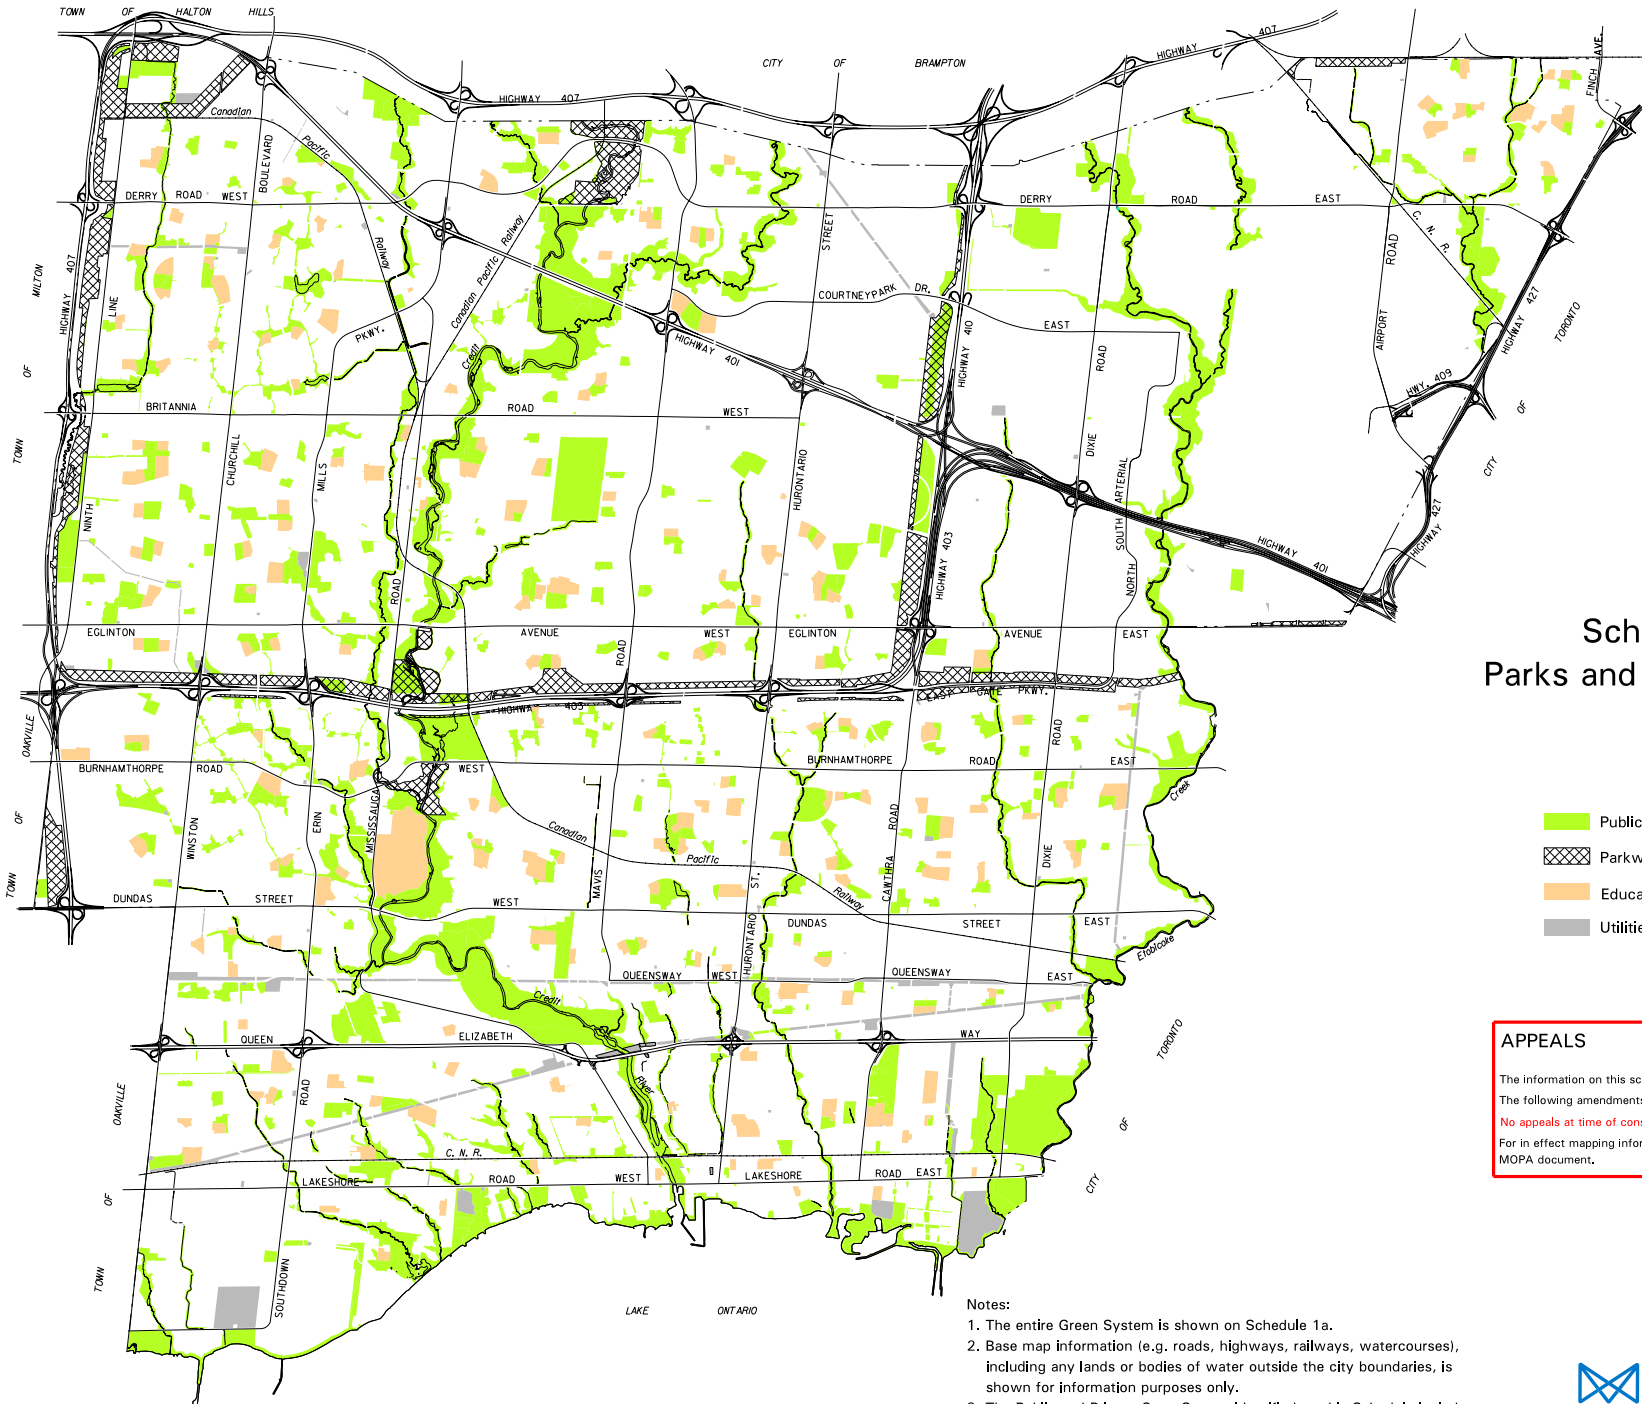 TOWN OF HALTON HILLS
CITY OF BRAMPTON
HIGHWAY 407
HIGHWAY 407
FINCH AVE.
Canadian Pacific
Railway
BOULEVARD
DERRY ROAD WEST
DERRY ROAD EAST
Canadian Pacific Railway
STREET
C. N. R.
ROAD
AIRPORT
MILTON
OF
TOWN
HIGHWAY 407
LINE
NINTH
PKWY.
Credit
COURTNEYPARK DR.
EAST
HIGHWAY 410
HIGHWAY 401
ROAD
DIXIE
HIGHWAY 427
TORONTO
OF
CITY
HWY. 409
BRITANNIA ROAD WEST
CHURCHILL
MILLS
HURONTARIO
SOUTH ARTERIAL
NORTH
HIGHWAY 403
HIGHWAY 401
HIGHWAY 427
ROAD
EGLINTON AVENUE WEST EGLINTON AVENUE EAST
ROAD
Sch
Parks and
OAKVILLE
OF
TOWN
HIGHWA 403
EAST GATE PKWY.
ROAD
DIXIE
BURNHAMTHORPE ROAD WEST
BURNHAMTHORPE ROAD EAST
Creek
WINSTON
ERIN
MISSISSAUGA
Canadian Pacific Railway
MAVIS
ST.
HURONTARIO
CAWTHRA ROAD
Public
Parkw
Educa
Utilitie
DUNDAS STREET WEST
DUNDAS STREET EAST
Etobicoke
QUEENSWAY WEST
QUEENSWAY EAST
Credit
River
QUEEN ELIZABETH WAY
TORONTO
OF
CITY
OAKVILLE
OF
TOWN
ROAD
SOUTHDOWN
C. N. R.
LAKESHORE ROAD WEST
LAKESHORE ROAD EAST
APPEALS
The information on this sc
The following amendments
No appeals at time of cons
For in effect mapping infor
MOPA document.
LAKE ONTARIO
Notes:
1. The entire Green System is shown on Schedule 1a.
2. Base map information (e.g. roads, highways, railways, watercourses),
including any lands or bodies of water outside the city boundaries, is
shown for information purposes only.